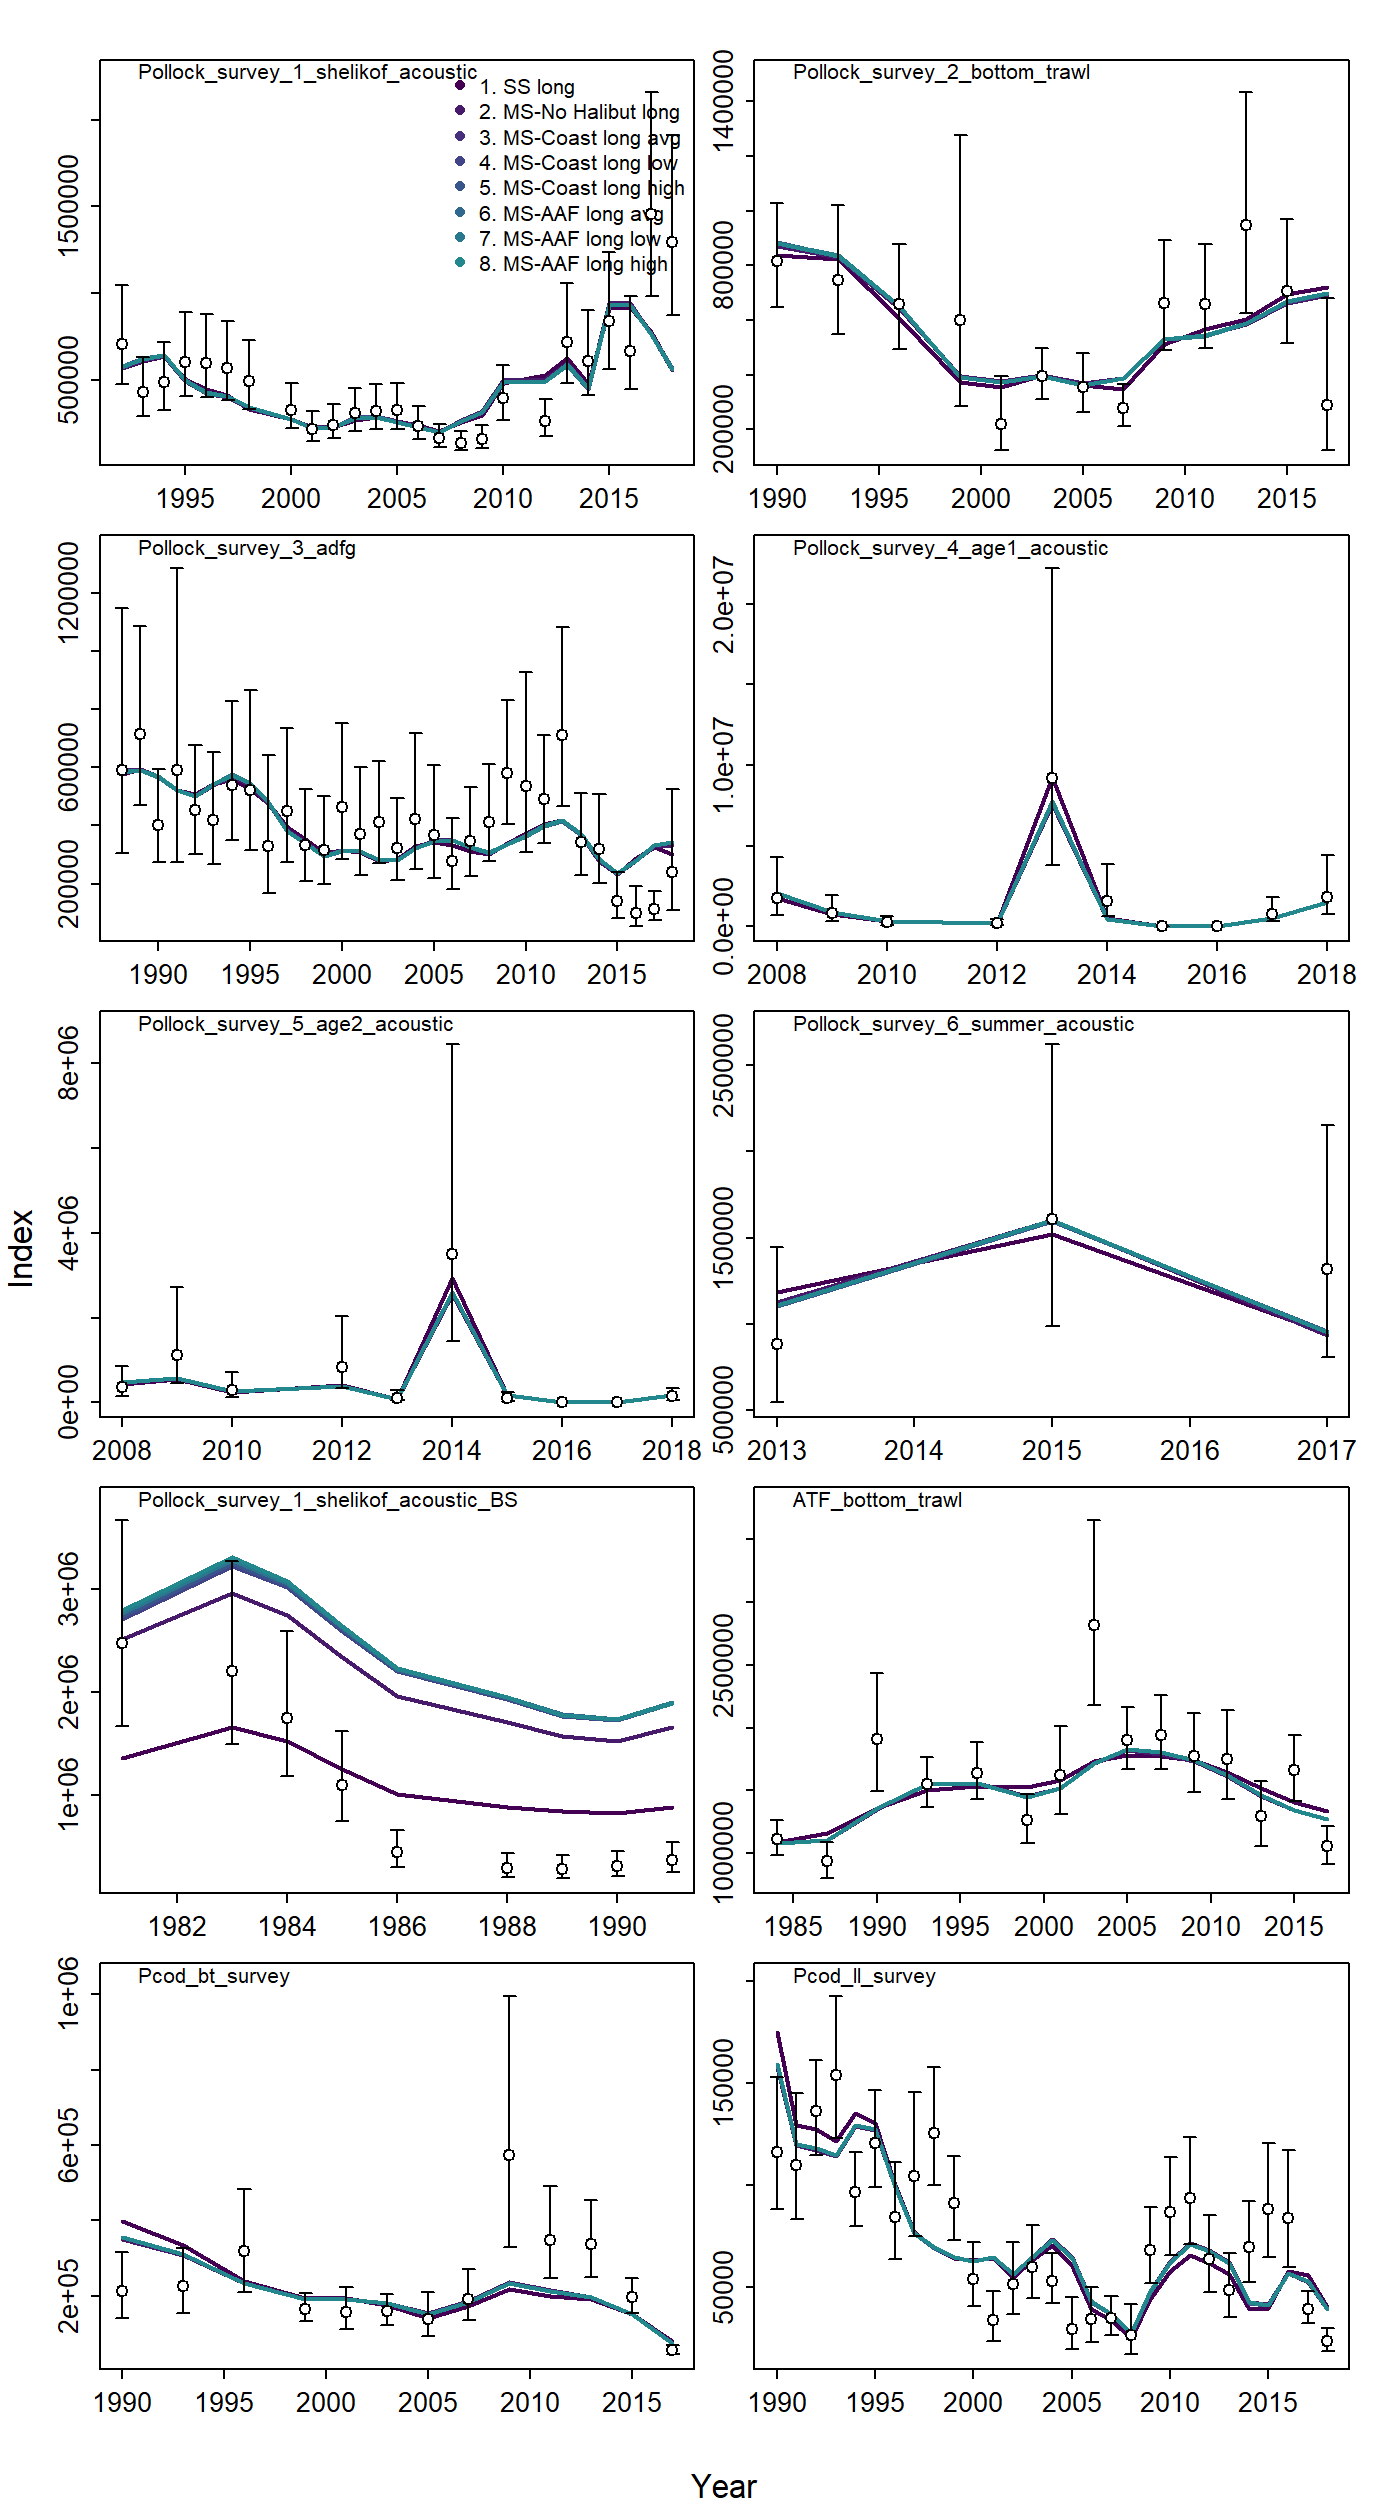 Pollock_survey_1_shelikof_acoustic
1. SS long
2. MS-No Halibut long
3. MS-Coast long avg
4. MS-Coast long low
5. MS-Coast long high
6. MS-AAF long avg
7. MS-AAF long low
8. MS-AAF long high
500000
1500000
1995 2000 2005 2010 2015
Pollock_survey_2_bottom_trawl
200000
800000
1400000
1990 1995 2000 2005 2010 2015
Pollock_survey_3_adfg
200000
600000
1200000
1990 1995 2000 2005 2010 2015
Pollock_survey_4_age1_acoustic
0.0e+00
1.0e+07
2.0e+07
2008 2010 2012 2014 2016 2018
Pollock_survey_5_age2_acoustic
0e+00
4e+06
8e+06
2008 2010 2012 2014 2016 2018
Pollock_survey_6_summer_acoustic
500000
1500000
2500000
2013 2014 2015 2016 2017
Index
Pollock_survey_1_shelikof_acoustic_BS
1e+06
2e+06
3e+06
1982 1984 1986 1988 1990
ATF_bottom_trawl
1000000
2500000
1985 1990 1995 2000 2005 2010 2015
Pcod_bt_survey
2e+05
6e+05
1e+06
1990 1995 2000 2005 2010 2015
Pcod_ll_survey
50000
150000
1990 1995 2000 2005 2010 2015
Year